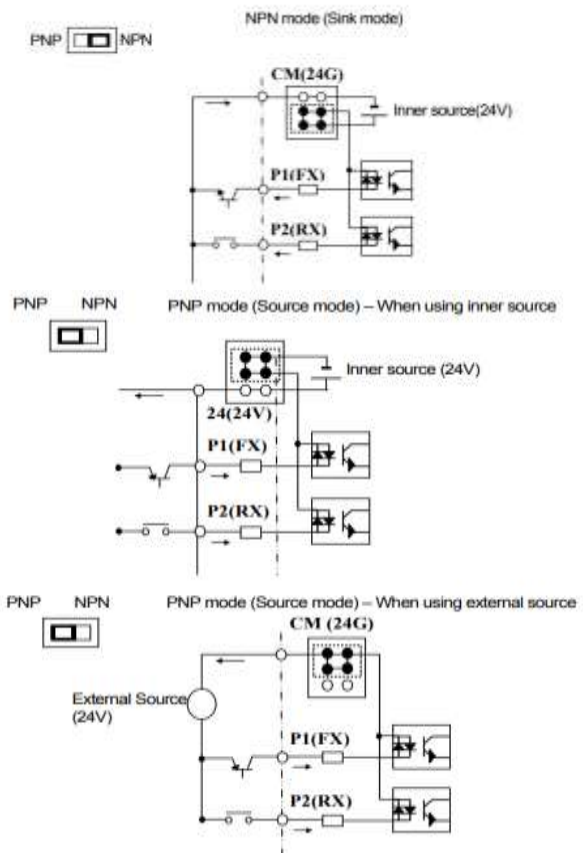 NPN mode (Sink mode)
PNP NPN
CM(24G)
Inner source(24V)
P1(FX)
P2(RX)
PNP NPN PNP mode (Source mode) – When using inner source
Inner source (24V)
24(24V)
P1(FX)
P2(RX)
PNP NPN PNP mode (Source mode) – When using external source
CM (24G)
External Source
(24V)
P1(FX)
P2(RX)